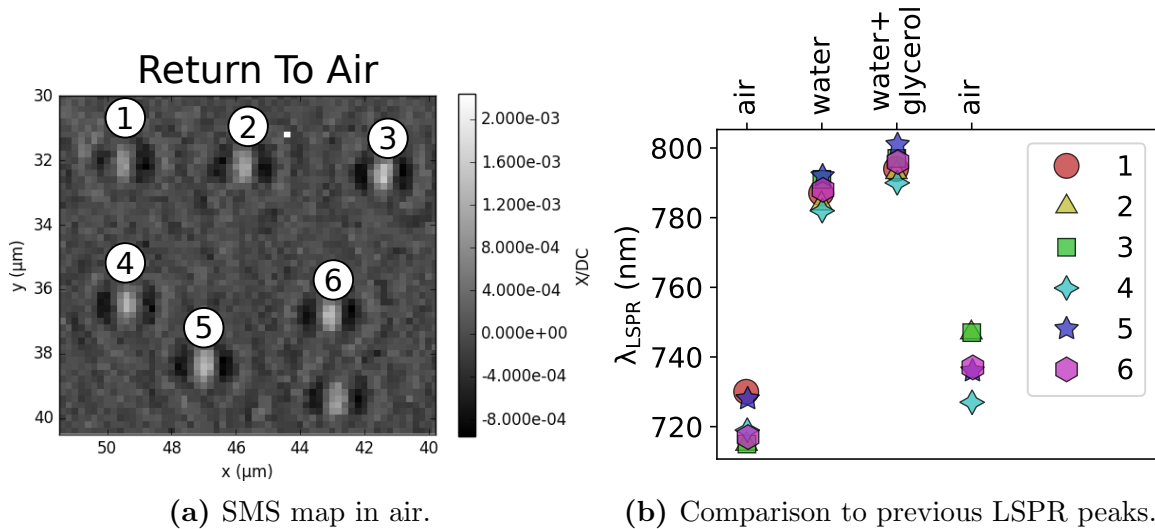 Return To Air
30
32
34
36
38
40
y (μm)
1
2
3
4
5
6
50
48
46
44
42
40
x (μm)
2.000e-03
1.600e-03
1.200e-03
8.000e-04
4.000e-04
0.000e+00
-4.000e-04
-8.000e-04
X/DC
(a) SMS map in air.
air
water
water+
glycerol
air
800
780
760
740
720
λLSPR (nm)
1
2
3
4
5
6
(b) Comparison to previous LSPR peaks.